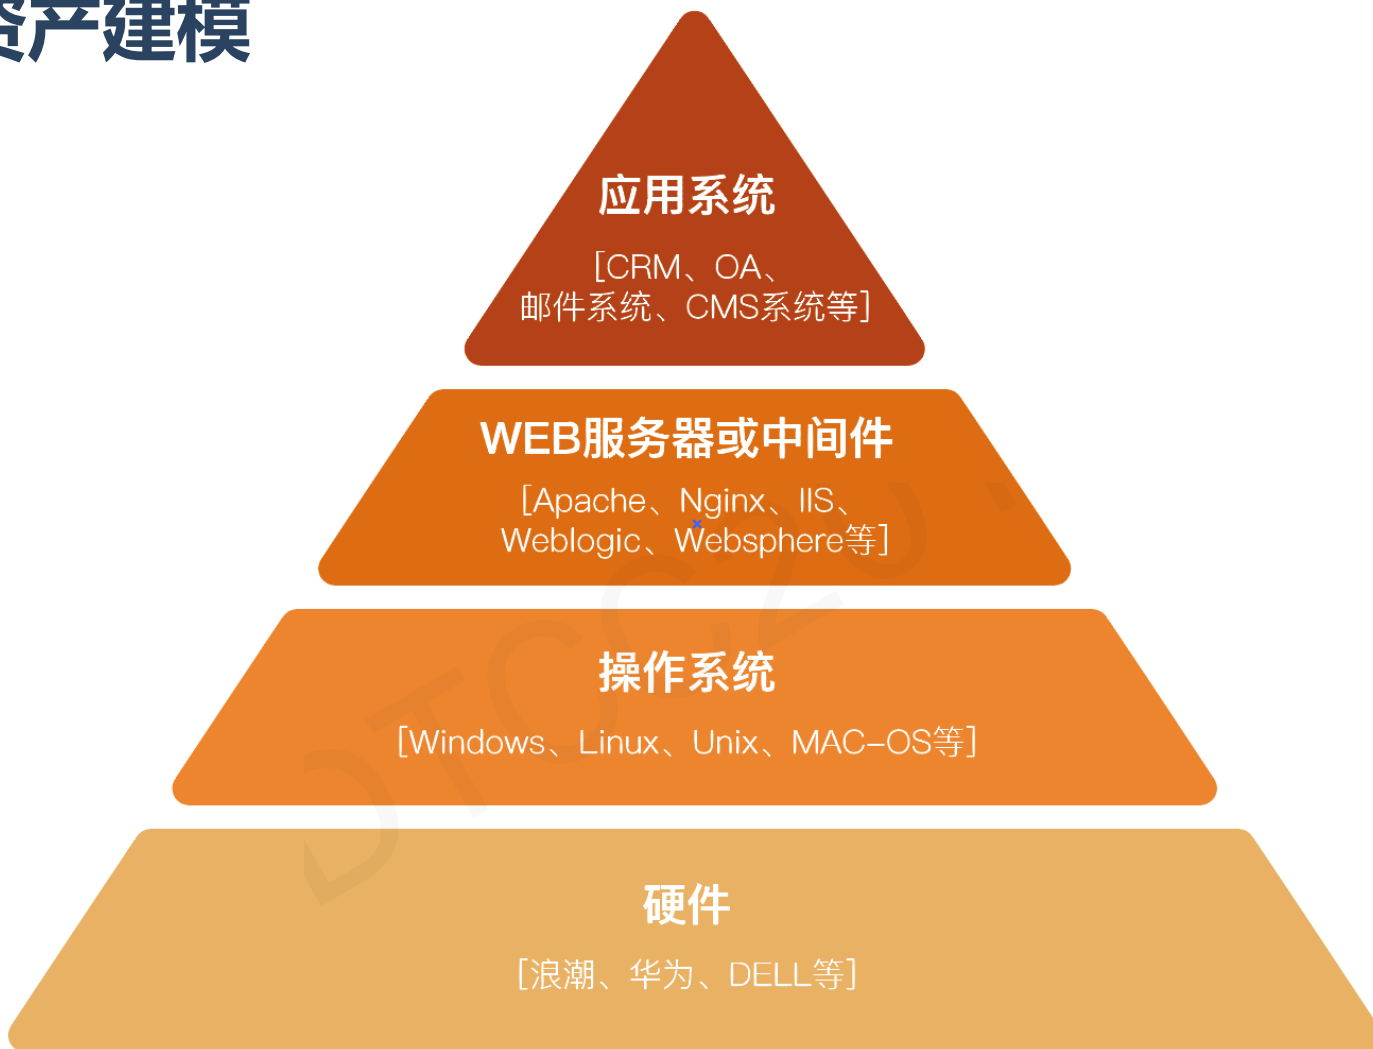 资产建模
应用系统
[CRM、OA、
邮件系统、CMS系统等]
WEB服务器或中间件
[Apache、Nginx、IIS、
Weblogic、Websphere等]
操作系统
[Windows、Linux、Unix、MAC-OS等]
硬件
[浪潮、华为、DELL等]